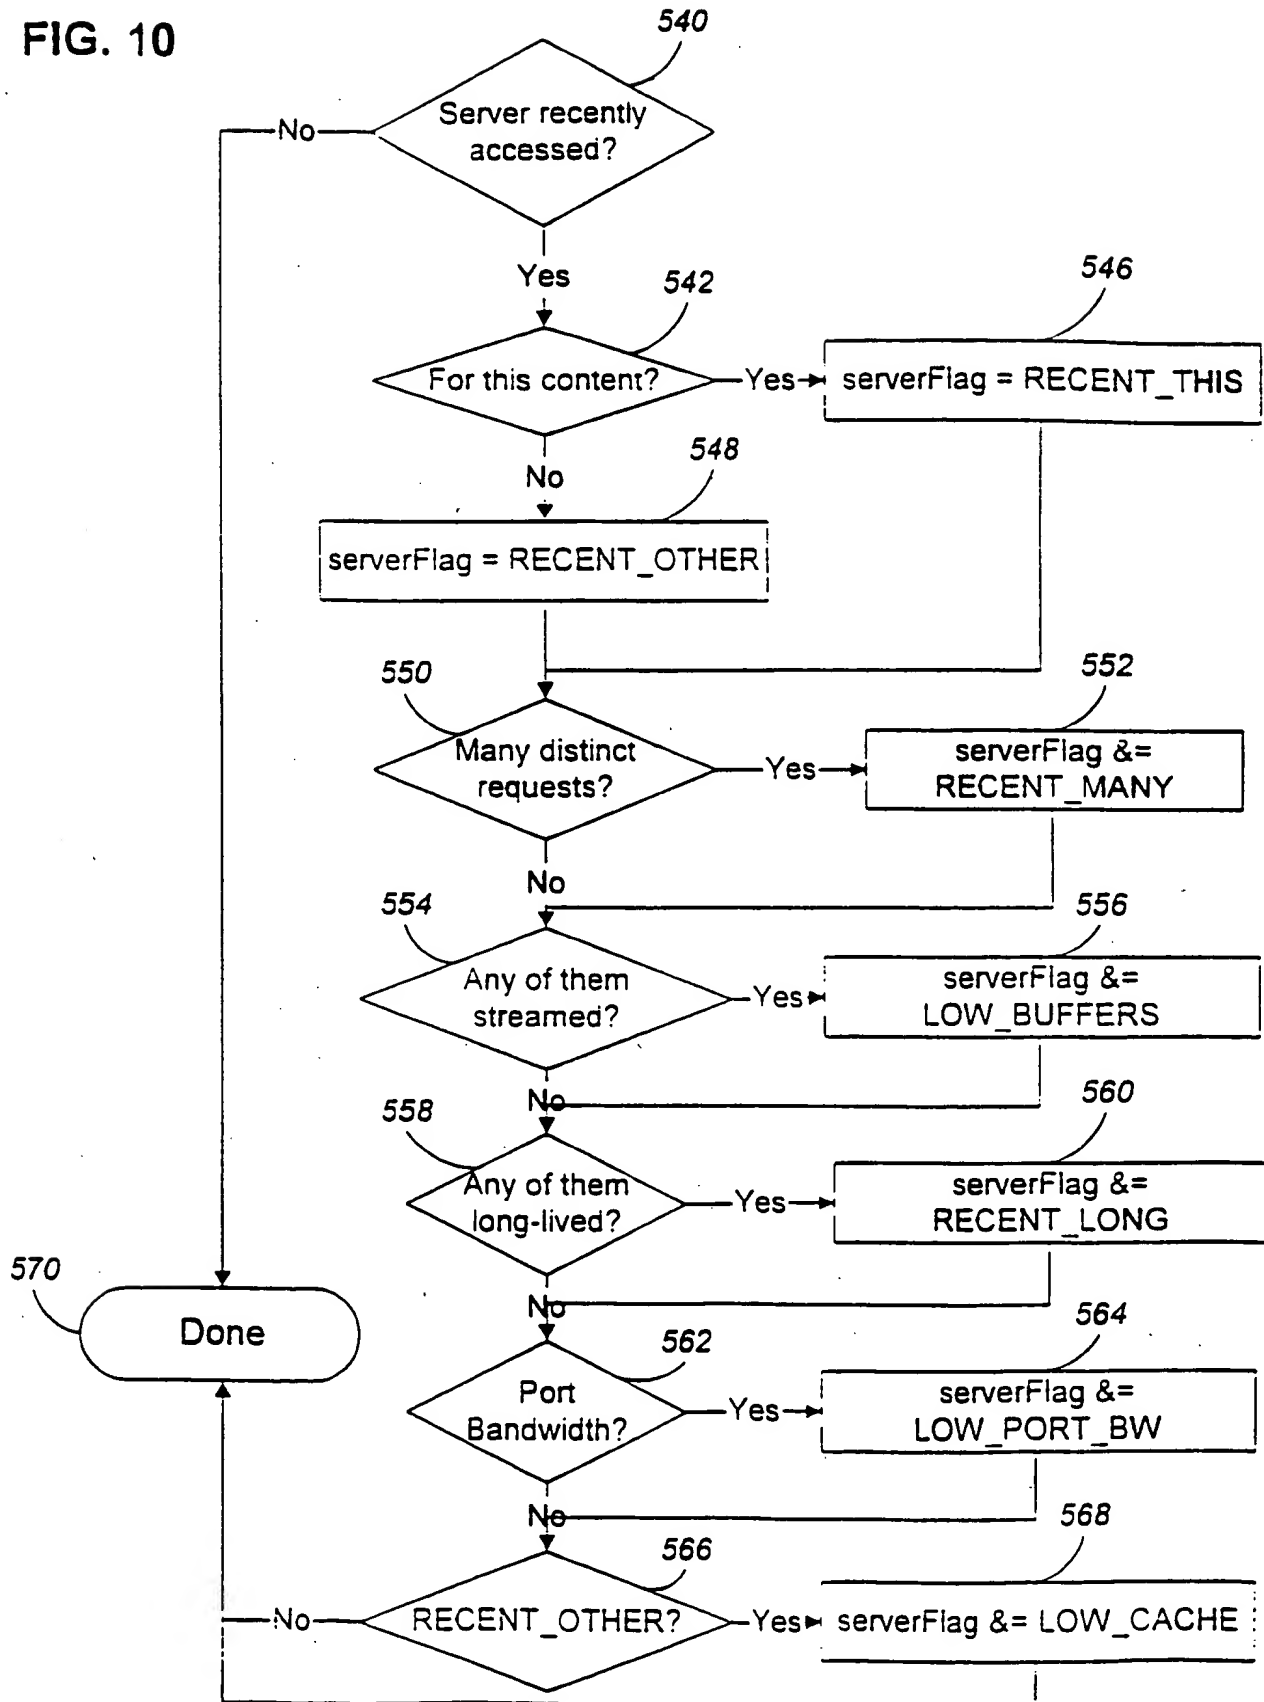 FIG. 10
540
Server recently
accessed?
No
Yes
542
546
For this content?
Yes
serverFlag = RECENT_THIS
No
548
serverFlag = RECENT_OTHER
550
552
Many distinct
requests?
Yes
serverFlag &=
RECENT_MANY
No
554
556
Any of them
streamed?
Yes
serverFlag &=
LOW_BUFFERS
No
558
560
Any of them
long-lived?
Yes
serverFlag &=
RECENT_LONG
No
570
Done
562
564
Port
Bandwidth?
Yes
serverFlag &=
LOW_PORT_BW
No
566
568
No
RECENT_OTHER?
Yes
serverFlag &= LOW_CACHE